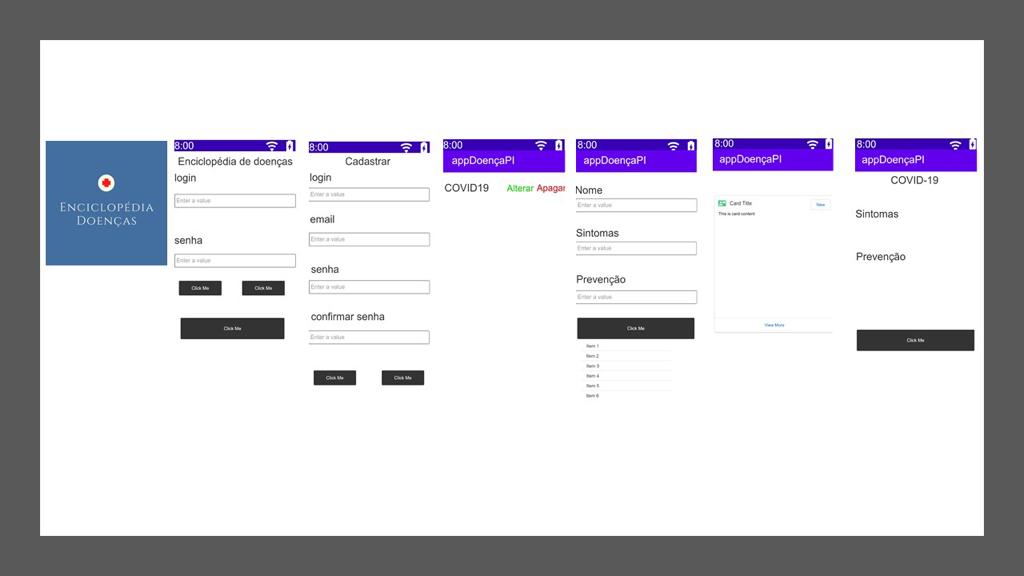 ENCICLOPÉDIA
DOENÇAS
8:00
Enciclopédia de doenças
login
Enter a value
senha
Enter a value
Click Me
Click Me
Click Me
8:00
Cadastrar
login
Enter a value
email
Enter a value
senha
Enter a value
confirmar senha
Enter a value
Click Me
Click Me
8:00
appDoençaPI
COVID19 Alterar Apagar
8:00
appDoençaPI
Nome
Enter a value
Sintomas
Enter a value
Prevenção
Enter a value
Click Me
Item 1
Item 2
Item 3
Item 4
Item 5
Item 6
8:00
appDoençaPI
Card Title
New
This is card content
View More
8:00
appDoençaPI
COVID-19
Sintomas
Prevenção
Click Me